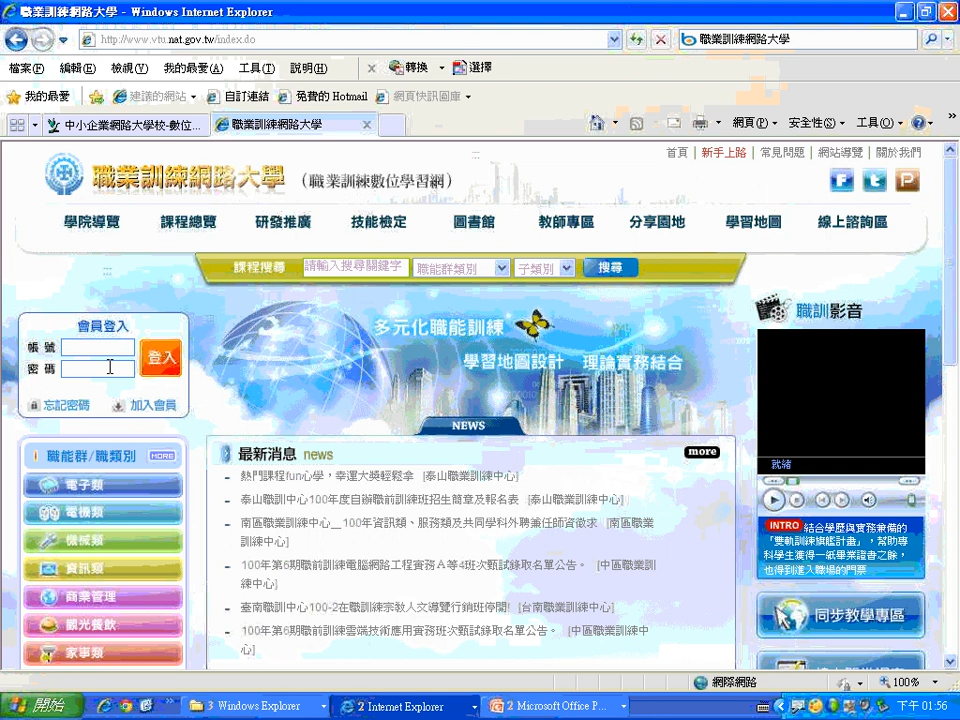 職業訓練網路大學 - Windows Internet Explorer
http://www.vtu.nat.gov.tw/index.do
職業訓練網路大學
檔案(F) 編輯(E) 檢視(V) 我的最愛(A) 工具(T) 說明(H) 轉換 選擇
我的最愛 建議的網站 自訂連結 免費的 Hotmail 網頁快訊圖庫
中小企業網路大學校-數位... 職業訓練網路大學 網頁(P) 安全性(S) 工具(O)
首頁 | 新手上路 | 常見問題 | 網站導覽 | 關於我們
職業訓練網路大學 (職業訓練數位學習網)
學院導覽 課程總覽 研發推廣 技能檢定 圖書館 教師專區 分享園地 學習地圖 線上諮詢區
課程搜尋 請輸入搜尋關鍵字 職能群類別 子類別 搜尋
會員登入
帳 號
密 碼
登入
忘記密碼 加入會員
多元化職能訓練
學習地圖設計 理論實務結合
職訓影音
就緒
INTRO 結合學歷與實務兼備的
「雙軌訓練旗艦計畫」，幫助專
科學生獲得一紙畢業證書之餘，
也得到進入職場的門票
同步教學專區
職能群/職類別 MORE
電子類
電機類
機械類
資訊類
商業管理
觀光餐飲
家事類
NEWS
最新消息 news more
熱門課程fun心學，幸運大獎輕鬆拿 [泰山職業訓練中心]
泰山職訓中心100年度自辦職前訓練班招生簡章及報名表 [泰山職業訓練中心]
南區職業訓練中心＿100年資訊類、服務類及共同學科外聘兼任師資徵求 [南區職業
訓練中心]
100年第6期職前訓練電腦網路工程實務Ａ等4班次甄試錄取名單公告。 [中區職業訓
練中心]
臺南職訓中心100-2在職訓練宗教人文導覽行銷班停開! [台南職業訓練中心]
100年第6期職前訓練雲端技術應用實務班次甄試錄取名單公告。 [中區職業訓練中
心]
網際網路 100%
開始 3 Windows Explorer 2 Internet Explorer 2 Microsoft Office P... 下午 01:56